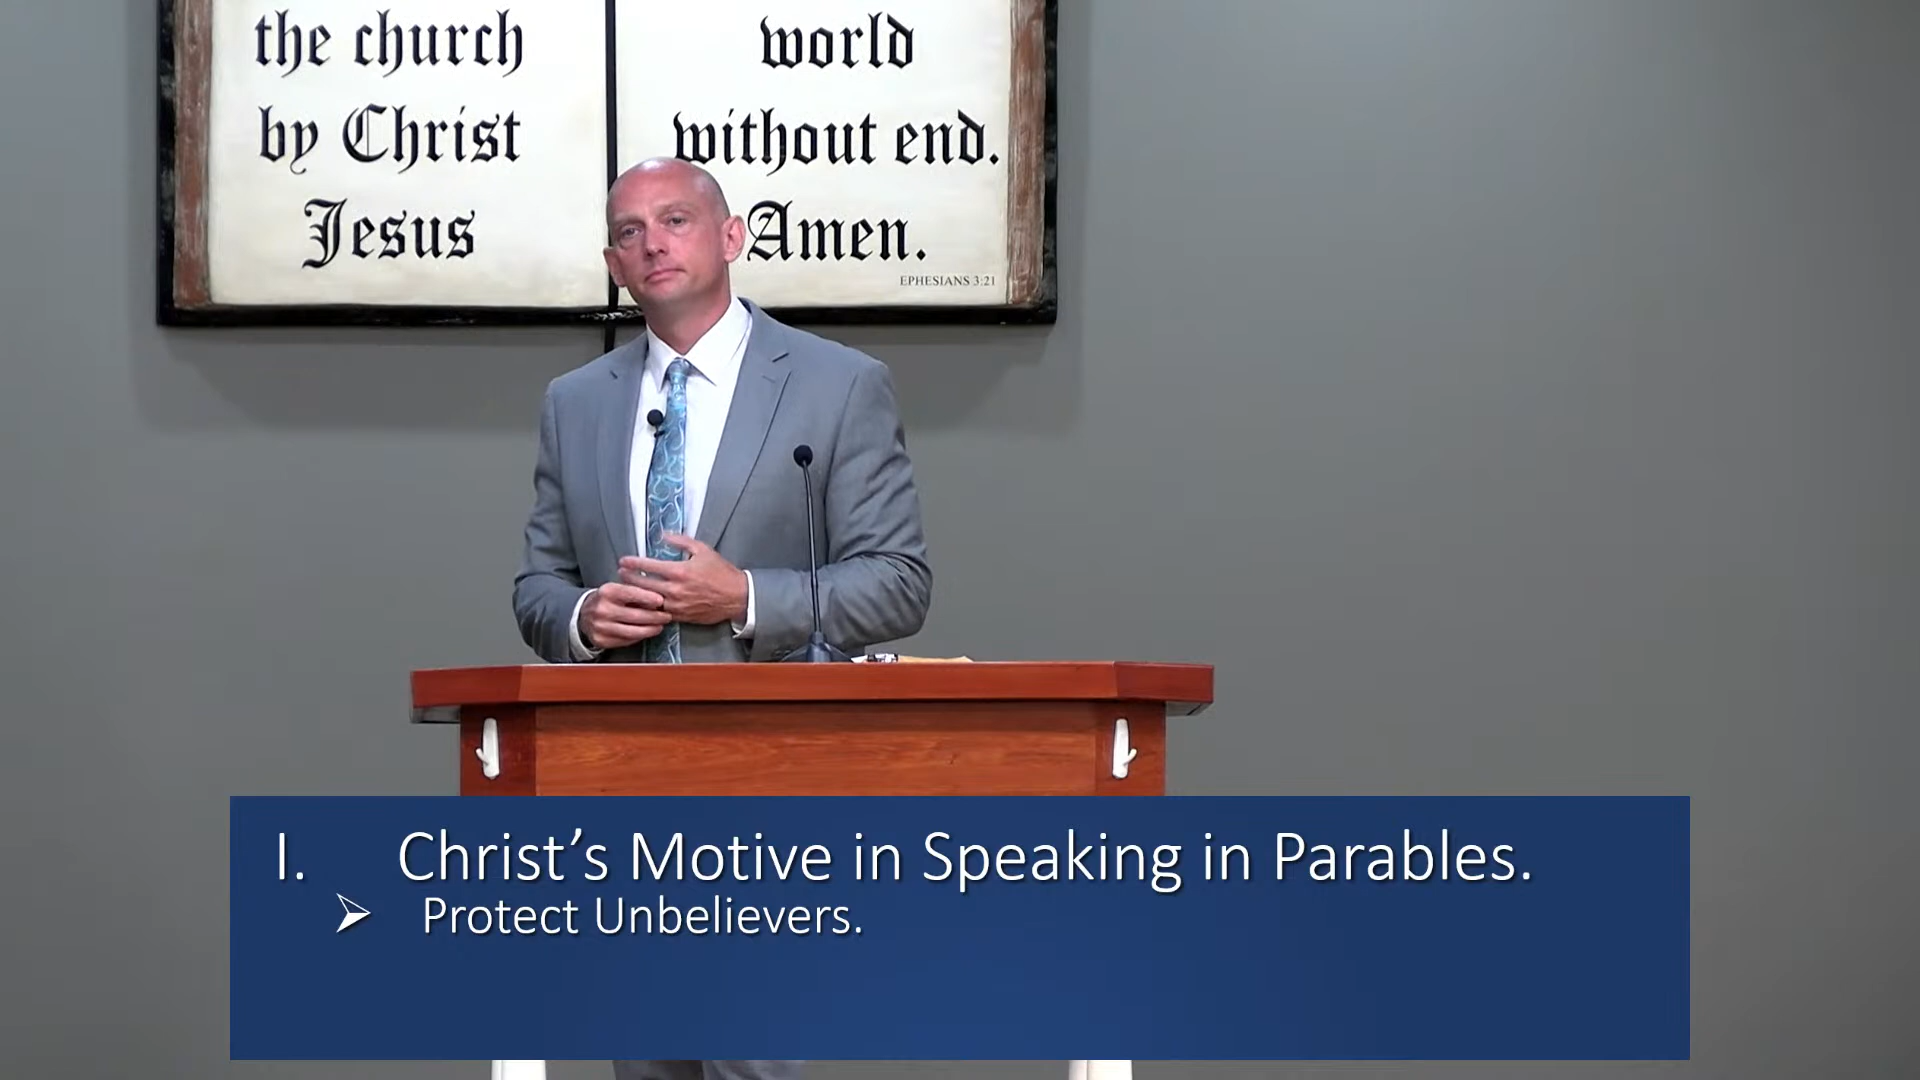 the church
by Christ
Jesus
world
without end.
Amen.
EPHESIANS 3:21
I. Christ’s Motive in Speaking in Parables.
➢ Protect Unbelievers.